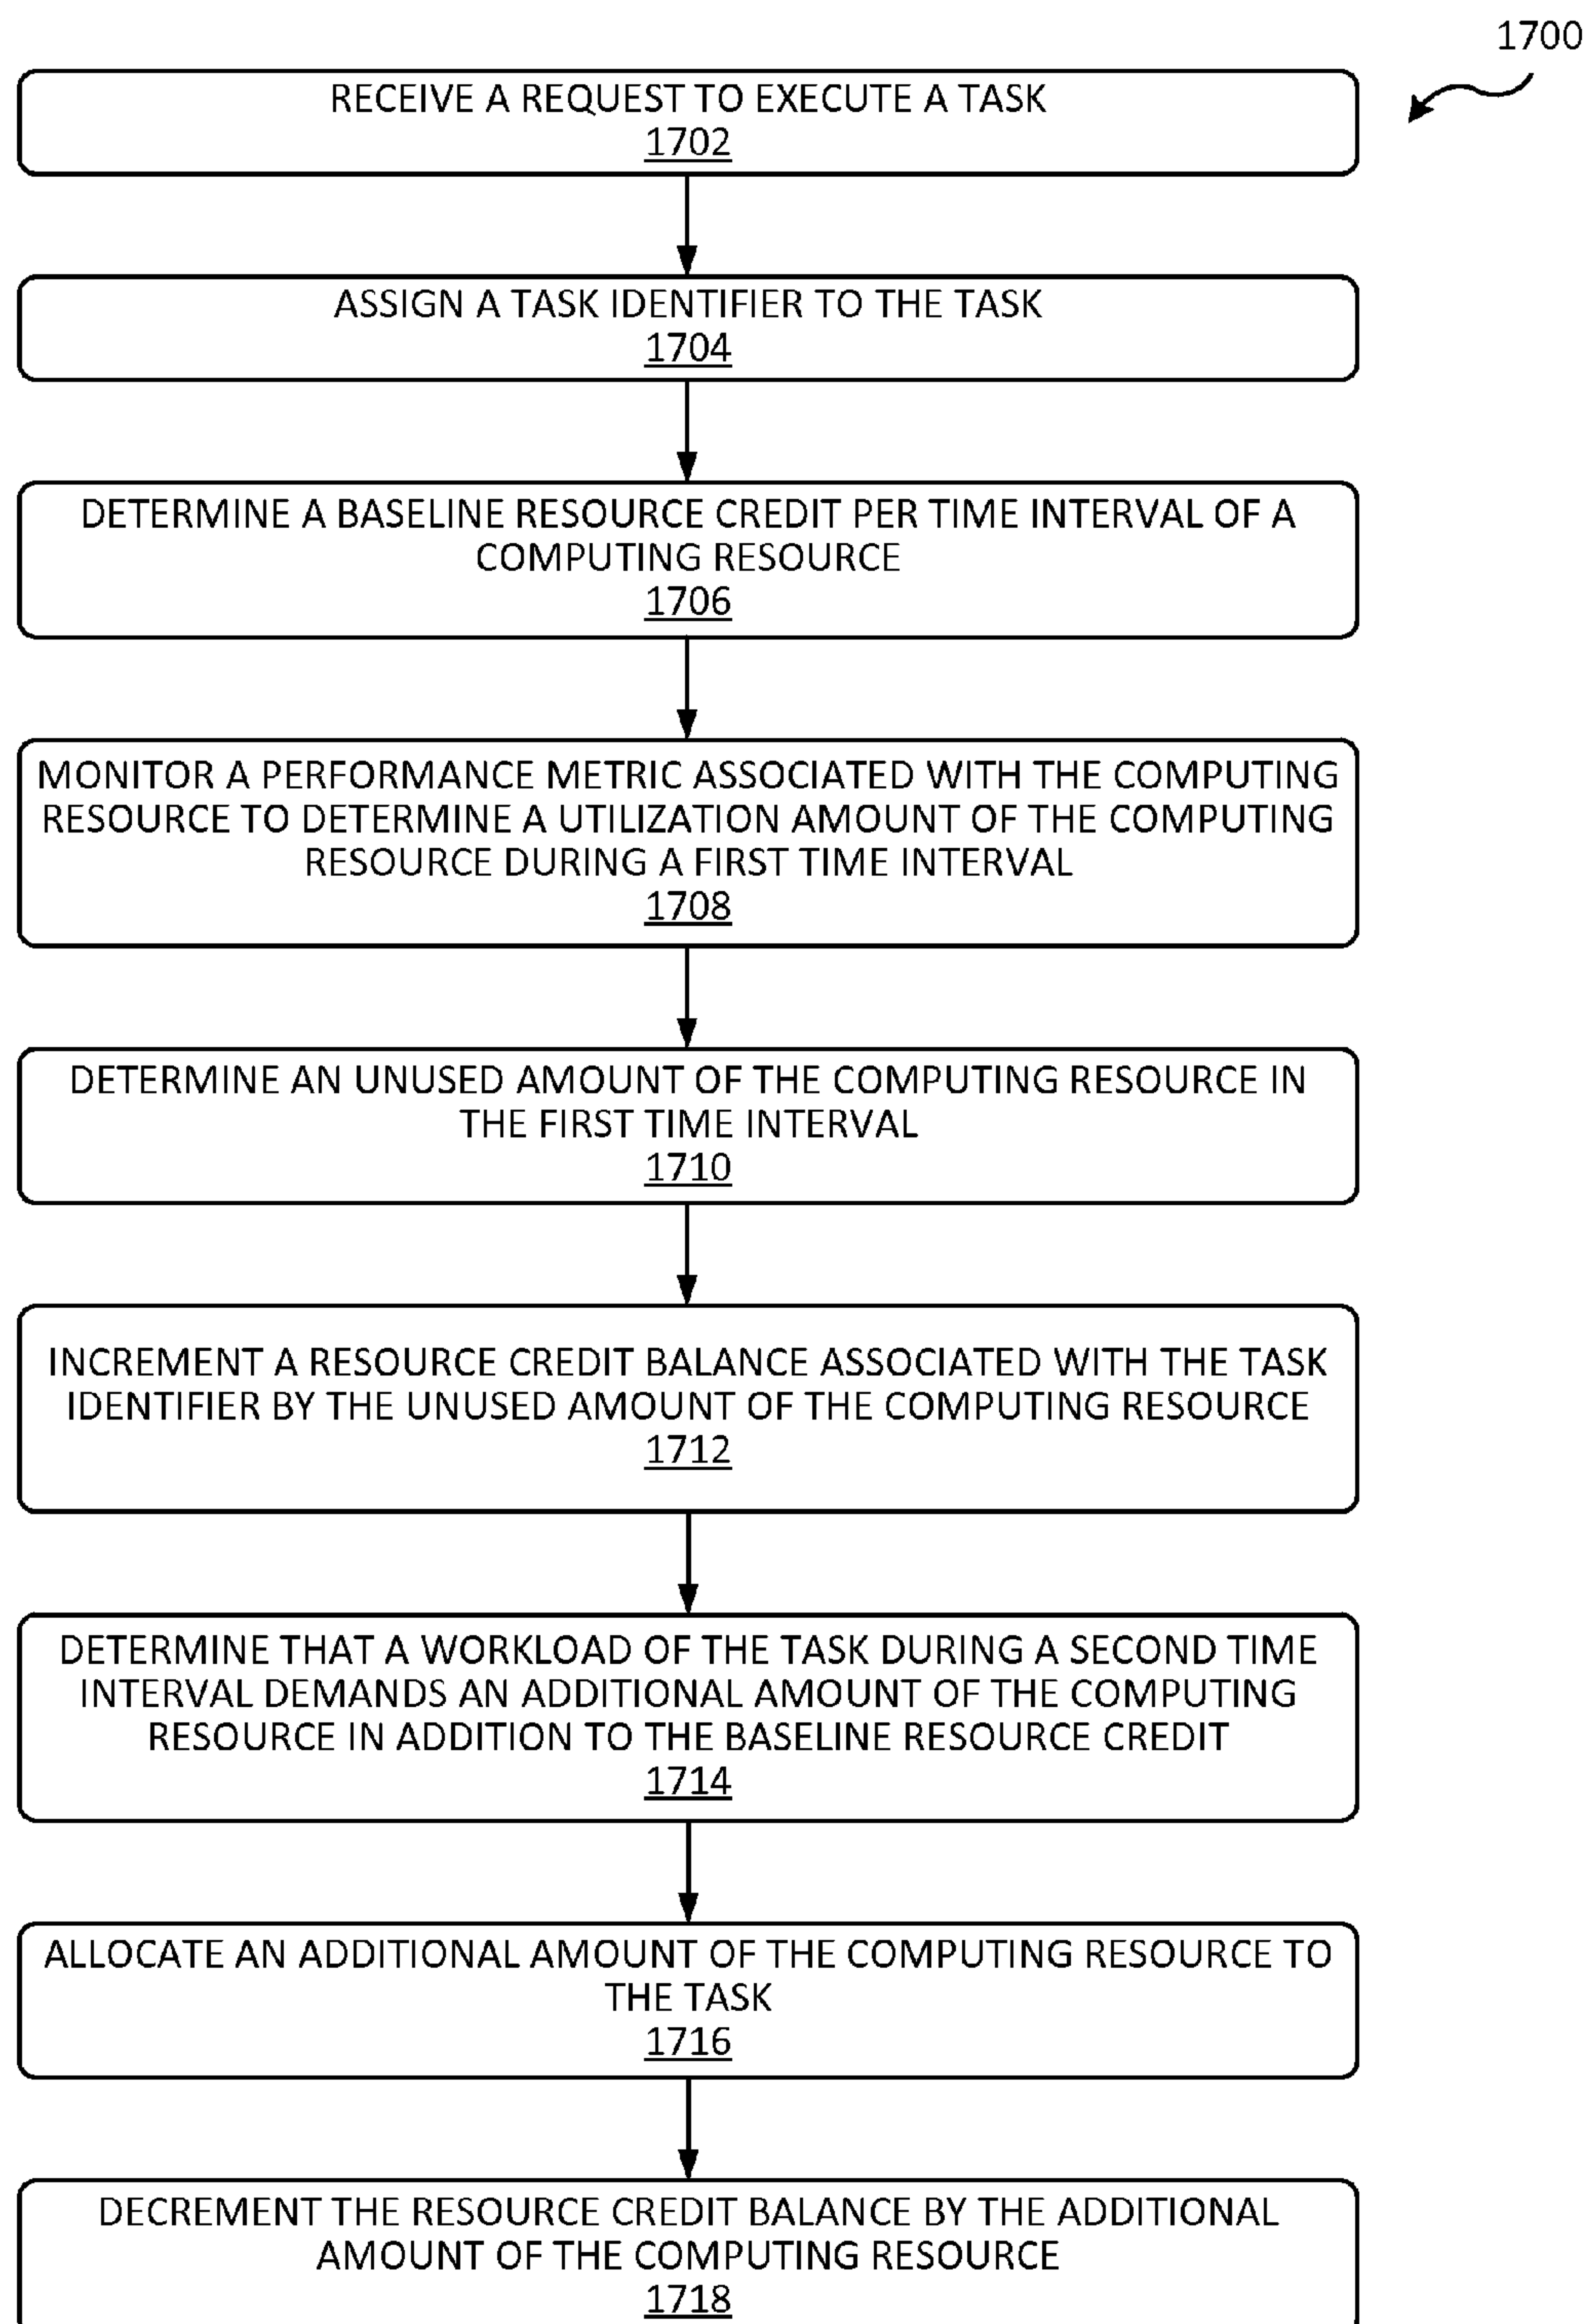 1700
RECEIVE A REQUEST TO EXECUTE A TASK
1702
ASSIGN A TASK IDENTIFIER TO THE TASK
1704
DETERMINE A BASELINE RESOURCE CREDIT PER TIME INTERVAL OF A
COMPUTING RESOURCE
1706
MONITOR A PERFORMANCE METRIC ASSOCIATED WITH THE COMPUTING
RESOURCE TO DETERMINE A UTILIZATION AMOUNT OF THE COMPUTING
RESOURCE DURING A FIRST TIME INTERVAL
1708
DETERMINE AN UNUSED AMOUNT OF THE COMPUTING RESOURCE IN
THE FIRST TIME INTERVAL
1710
INCREMENT A RESOURCE CREDIT BALANCE ASSOCIATED WITH THE TASK
IDENTIFIER BY THE UNUSED AMOUNT OF THE COMPUTING RESOURCE
1712
DETERMINE THAT A WORKLOAD OF THE TASK DURING A SECOND TIME
INTERVAL DEMANDS AN ADDITIONAL AMOUNT OF THE COMPUTING
RESOURCE IN ADDITION TO THE BASELINE RESOURCE CREDIT
1714
ALLOCATE AN ADDITIONAL AMOUNT OF THE COMPUTING RESOURCE TO
THE TASK
1716
DECREMENT THE RESOURCE CREDIT BALANCE BY THE ADDITIONAL
AMOUNT OF THE COMPUTING RESOURCE
1718